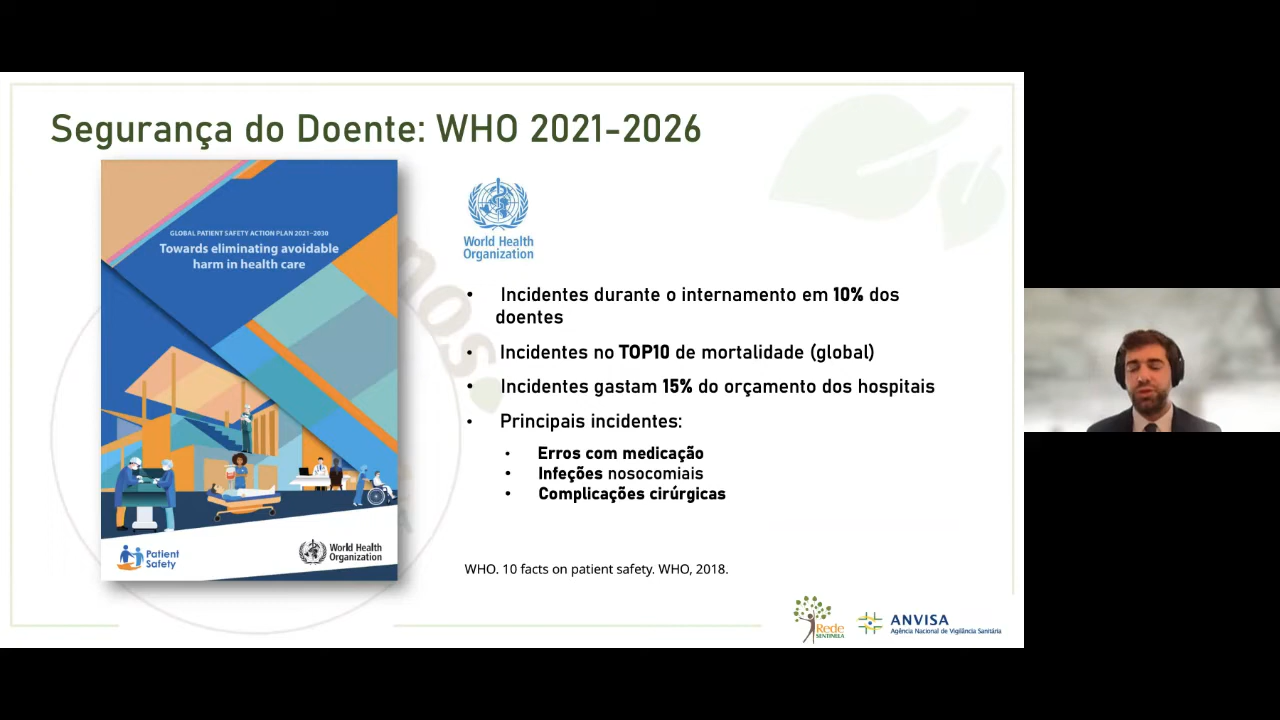 Segurança do Doente: WHO 2021-2026
GLOBAL PATIENT SAFETY ACTION PLAN 2021–2030
Towards eliminating avoidable
harm in health care
Patient
Safety
World Health
Organization
World Health
Organization
• Incidentes durante o internamento em 10% dos
doentes
• Incidentes no TOP10 de mortalidade (global)
• Incidentes gastam 15% do orçamento dos hospitais
• Principais incidentes:
• Erros com medicação
• Infeções nosocomiais
• Complicações cirúrgicas
WHO. 10 facts on patient safety. WHO, 2018.
Rede
SENTINELA
ANVISA
Agência Nacional de Vigilância Sanitária